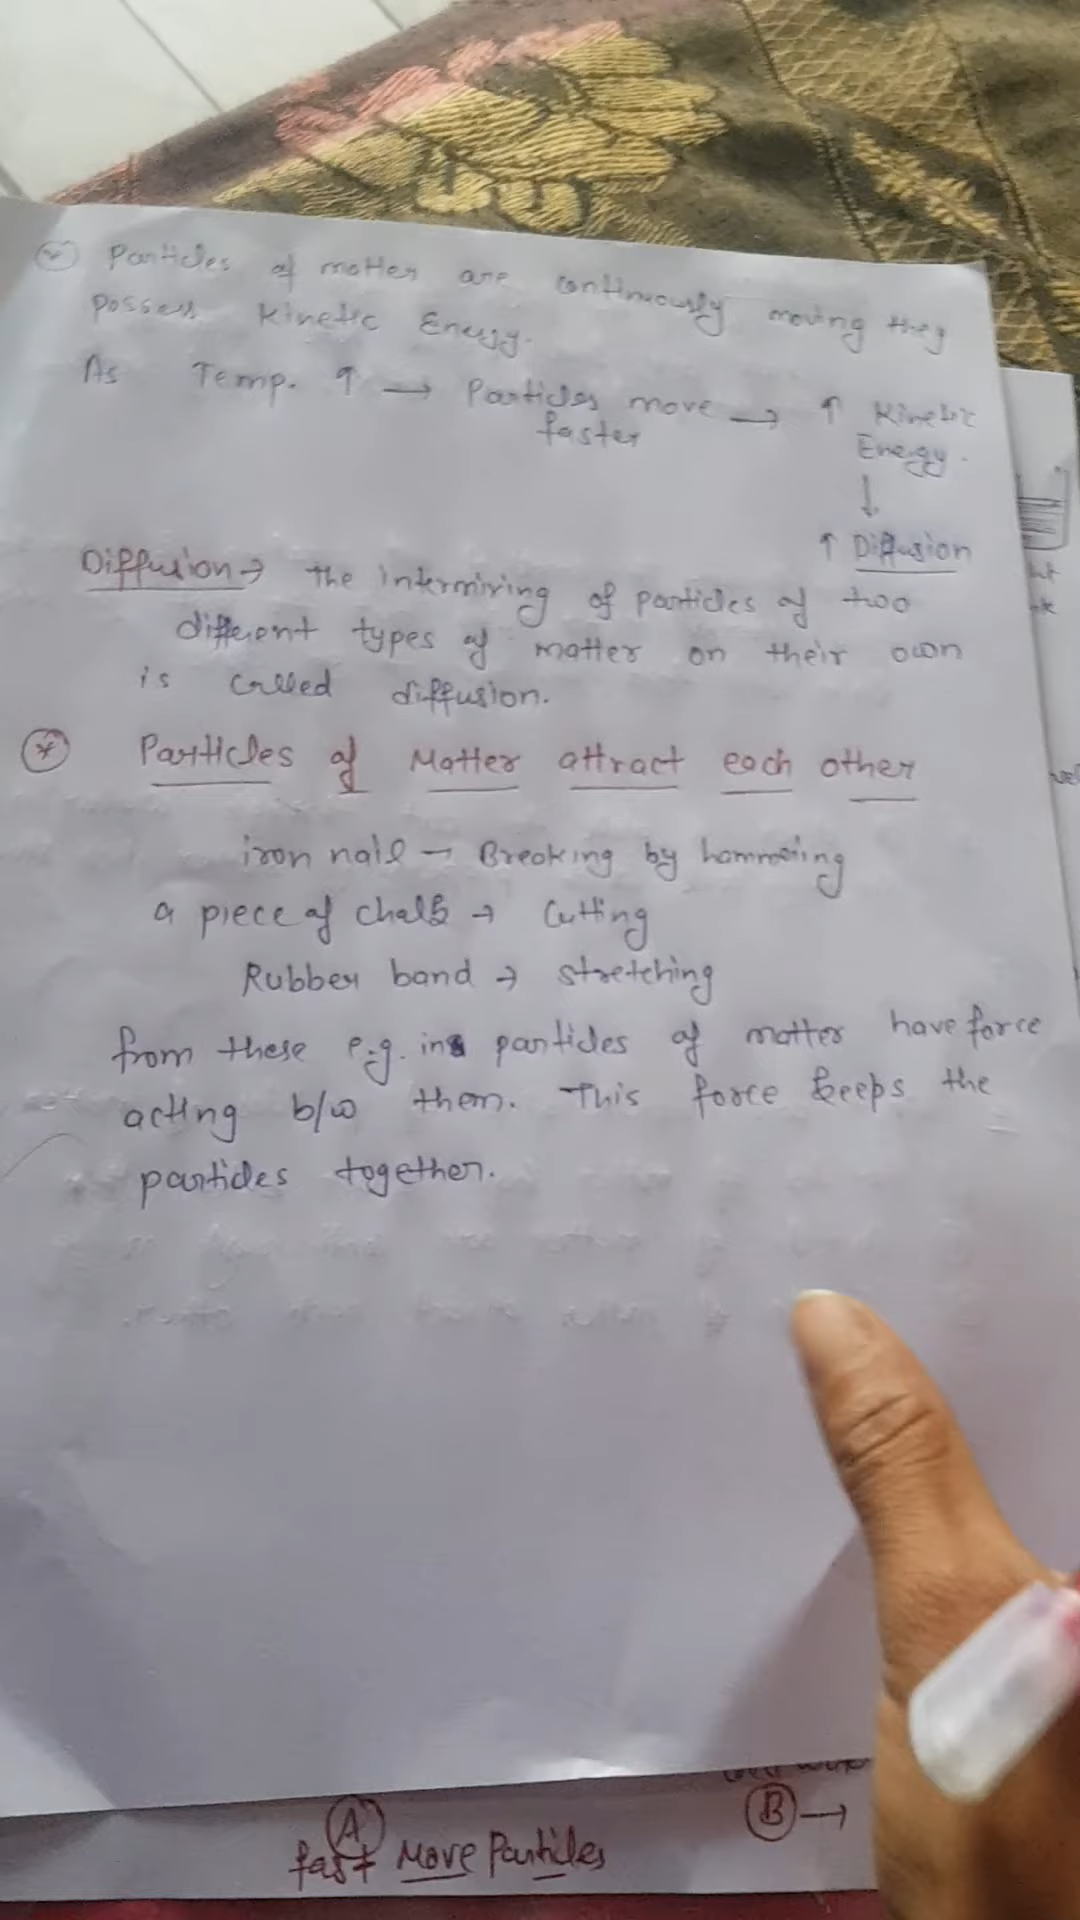 * Particles of matter are continuously moving they
possess Kinetic Energy.
As Temp. ↑ → Particles move → ↑ Kinetic
faster Energy.
↓
↑ Diffusion
Diffusion → the intermixing of particles of two
different types of matter on their own
is called diffusion.
* Particles of Matter attract each other
iron nail → Breaking by hammering
a piece of chalk → Cutting
Rubber band → stretching
from these e.g. ins particles of matter have force
acting b/w them. This force keeps the
particles together.
A B →
fast Move Particles